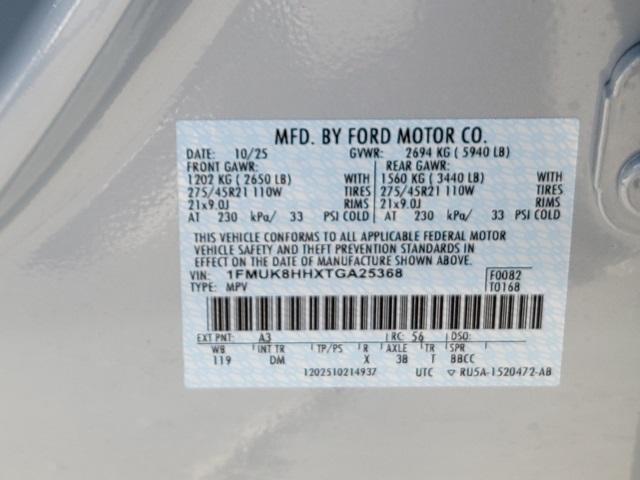 MFD. BY FORD MOTOR CO.
DATE: 10/25 GVWR: 2694 KG ( 5940 LB)
FRONT GAWR: REAR GAWR:
1202 KG ( 2650 LB) 1560 KG ( 3440 LB)
275/45R21 110W TIRES 275/45R21 110W TIRES
21x9.0J RIMS 21x9.0J RIMS
AT 230 kPa/ 33 PSI COLD AT 230 kPa/ 33 PSI COLD
THIS VEHICLE CONFORMS TO ALL APPLICABLE FEDERAL MOTOR
VEHICLE SAFETY AND THEFT PREVENTION STANDARDS IN
EFFECT ON THE DATE OF MANUFACTURE SHOWN ABOVE.
VIN: 1FMUK8HHXTGA25368 F0082
TYPE: MPV T0168
EXT PNT: A3 RC: 56 DSO:
WB INT TR TP/PS R AXLE TR SPR
119 DM X 38 T BBCC
1202510214937 UTC ▽ RU5A-1520472-AB